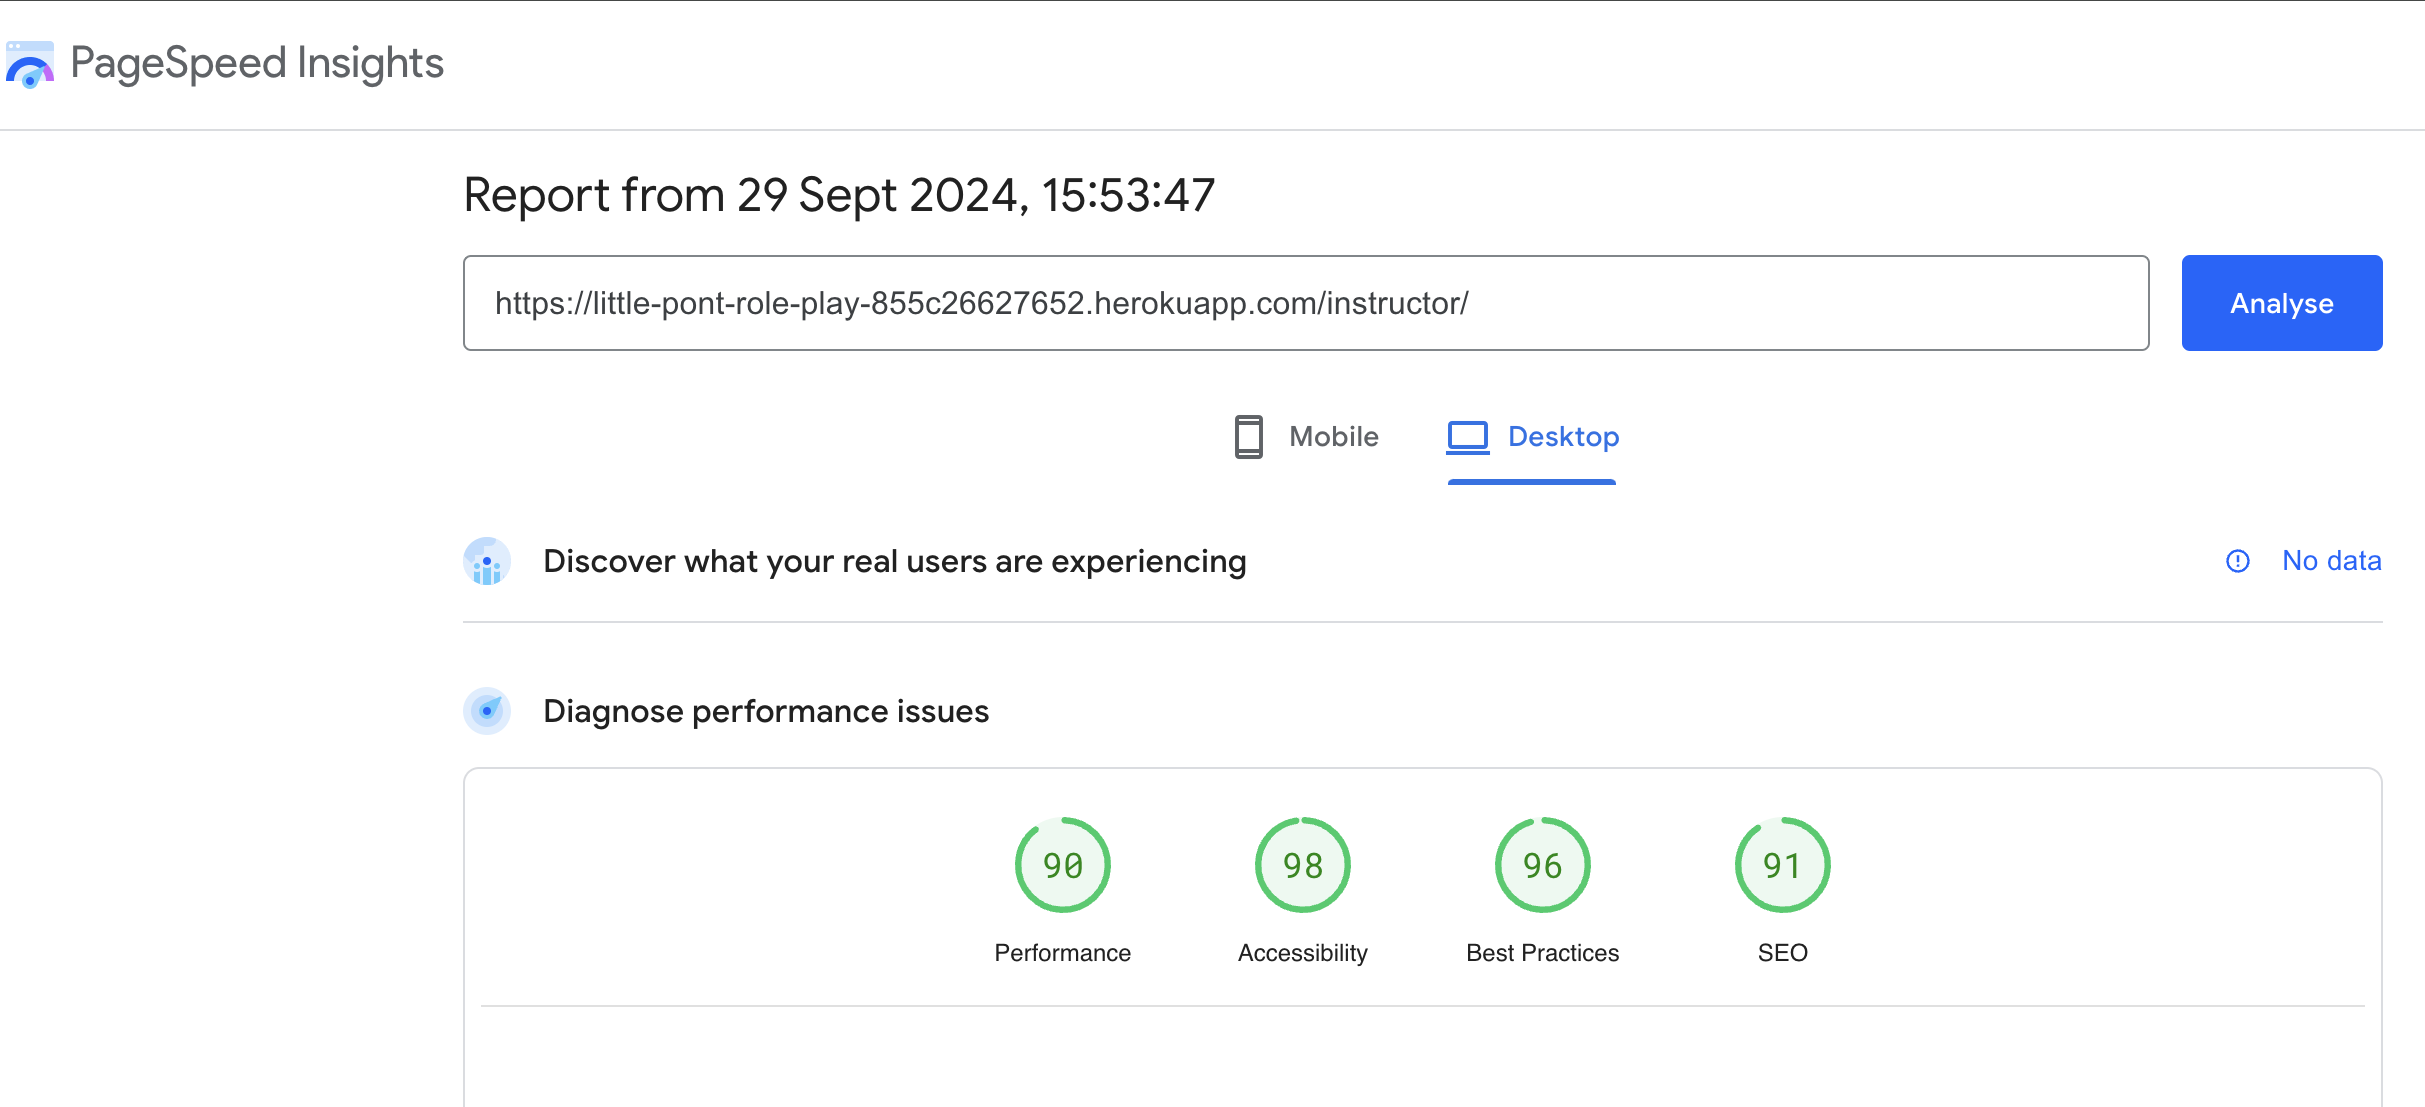 PageSpeed Insights
Report from 29 Sept 2024, 15:53:47
https://little-pont-role-play-855c26627652.herokuapp.com/instructor/
Analyse
Mobile
Desktop
Discover what your real users are experiencing
No data
Diagnose performance issues
90
98
96
91
Performance
Accessibility
Best Practices
SEO